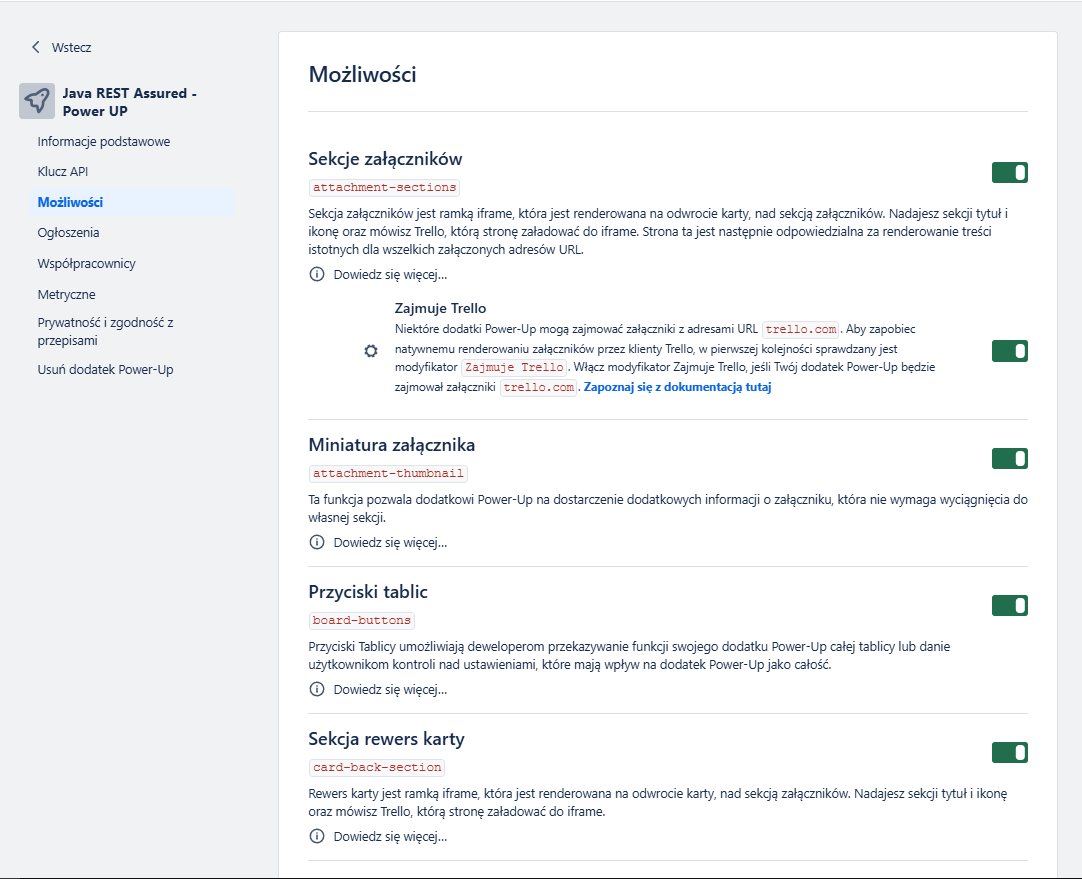 Wstecz
Java REST Assured -
Power UP
Informacje podstawowe
Klucz API
Możliwości
Ogłoszenia
Współpracownicy
Metryczne
Prywatność i zgodność z
przepisami
Usuń dodatek Power-Up
Możliwości
Sekcje załączników
attachment-sections
Sekcja załączników jest ramką iframe, która jest renderowana na odwrocie karty, nad sekcją załączników. Nadajesz sekcji tytuł i
ikonę oraz mówisz Trello, którą stronę załadować do iframe. Strona ta jest następnie odpowiedzialna za renderowanie treści
istotnych dla wszelkich załączonych adresów URL.
Dowiedz się więcej...
Zajmuje Trello
Niektóre dodatki Power-Up mogą zajmować załączniki z adresami URL trello.com. Aby zapobiec
natywnemu renderowaniu załączników przez klienty Trello, w pierwszej kolejności sprawdzany jest
modyfikator Zajmuje Trello. Włącz modyfikator Zajmuje Trello, jeśli Twój dodatek Power-Up będzie
zajmował załączniki trello.com. Zapoznaj się z dokumentacją tutaj
Miniatura załącznika
attachment-thumbnail
Ta funkcja pozwala dodatkowi Power-Up na dostarczenie dodatkowych informacji o załączniku, która nie wymaga wyciągnięcia do
własnej sekcji.
Dowiedz się więcej...
Przyciski tablic
board-buttons
Przyciski Tablicy umożliwiają deweloperom przekazywanie funkcji swojego dodatku Power-Up całej tablicy lub danie
użytkownikom kontroli nad ustawieniami, które mają wpływ na dodatek Power-Up jako całość.
Dowiedz się więcej...
Sekcja rewers karty
card-back-section
Rewers karty jest ramką iframe, która jest renderowana na odwrocie karty, nad sekcją załączników. Nadajesz sekcji tytuł i ikonę
oraz mówisz Trello, którą stronę załadować do iframe.
Dowiedz się więcej...